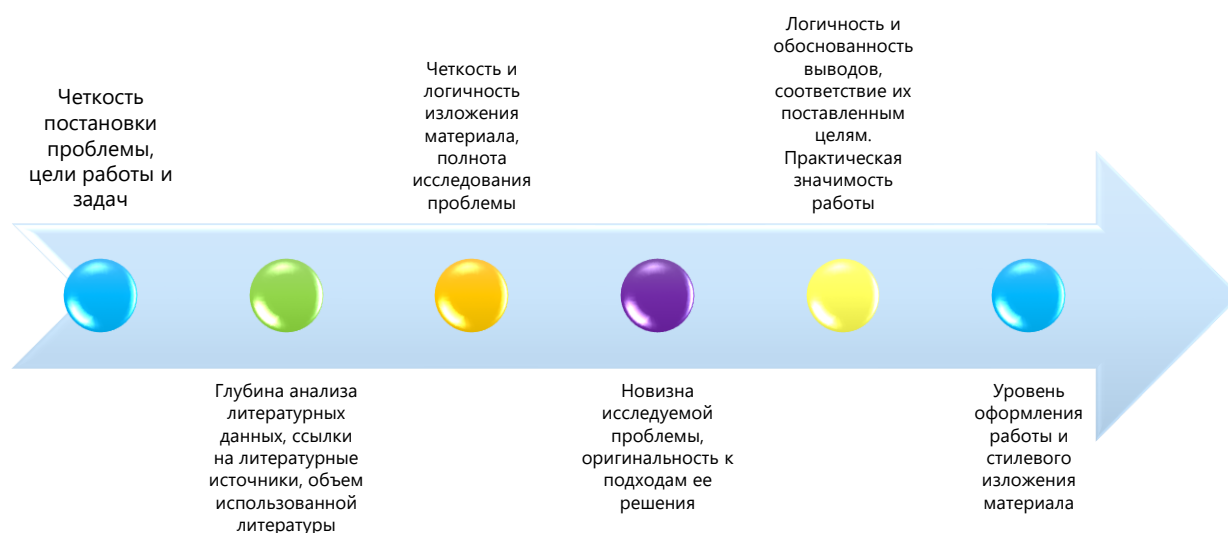 Четкость
постановки
проблемы,
цели работы и
задач
Глубина анализа
литературных
данных, ссылки
на литературные
источники, объем
использованной
литературы
Четкость и
логичность
изложения
материала,
полнота
исследования
проблемы
Новизна
исследуемой
проблемы,
оригинальность к
подходам ее
решения
Логичность и
обоснованность
выводов,
соответствие их
поставленным
целям.
Практическая
значимость
работы
Уровень
оформления
работы и
стилевого
изложения
материала